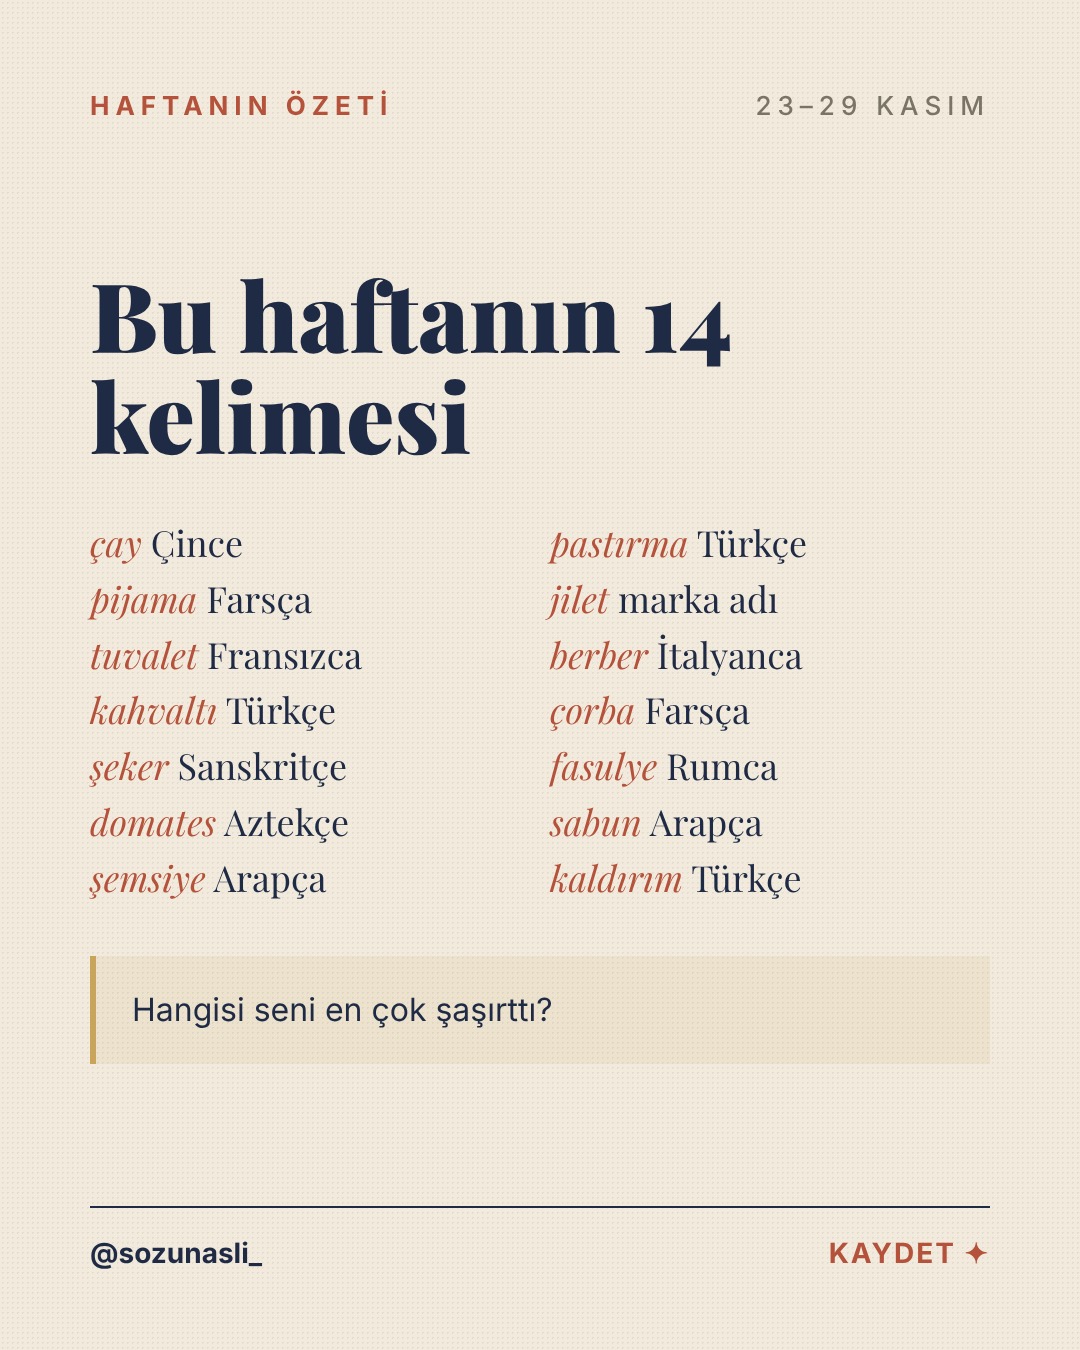 HAFTANIN ÖZETİ
23–29 KASIM
Bu haftanın 14
kelimesi
çay Çince
pijama Farsça
tuvalet Fransızca
kahvaltı Türkçe
şeker Sanskritçe
domates Aztekçe
şemsiye Arapça
pastırma Türkçe
jilet marka adı
berber İtalyanca
çorba Farsça
fasulye Rumca
sabun Arapça
kaldırım Türkçe
Hangisi seni en çok şaşırttı?
@sozunasli_
KAYDET ✦